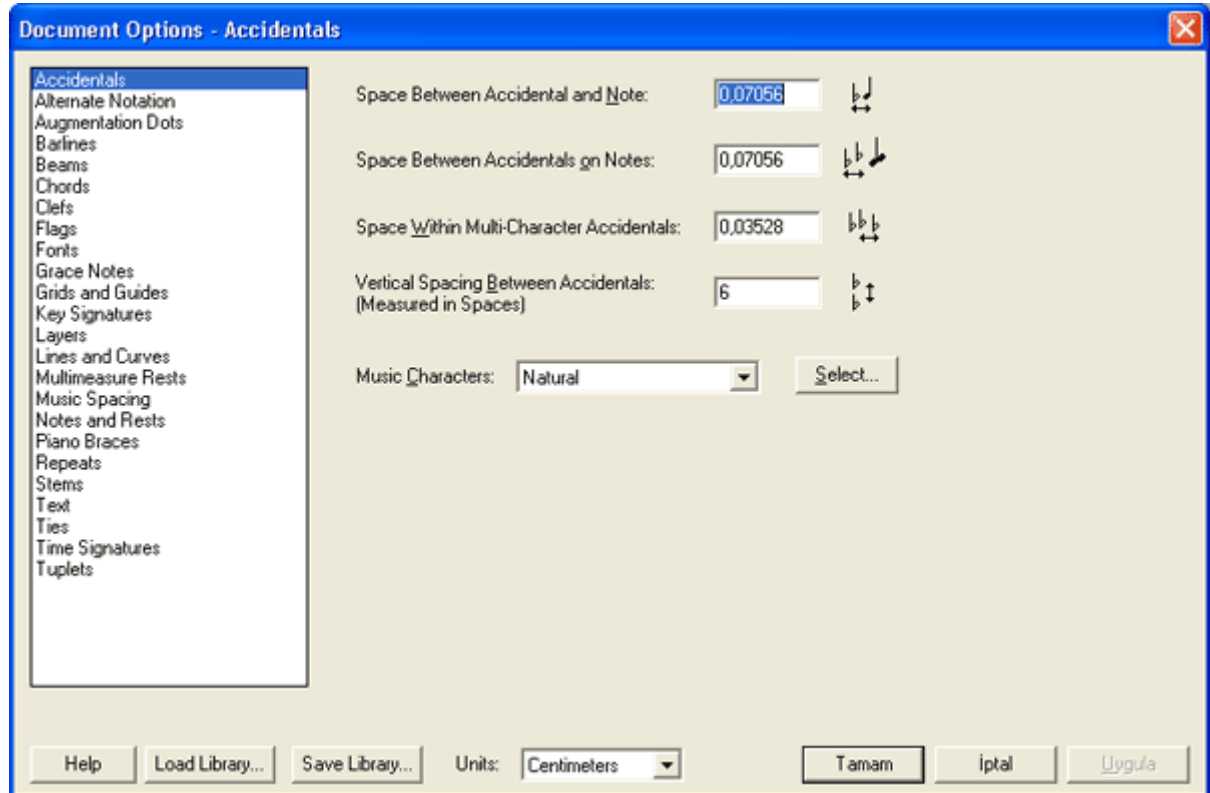 Document Options - Accidentals
Accidentals
Alternate Notation
Augmentation Dots
Barlines
Beams
Chords
Clefs
Flags
Fonts
Grace Notes
Grids and Guides
Key Signatures
Layers
Lines and Curves
Multimeasure Rests
Music Spacing
Notes and Rests
Piano Braces
Repeats
Stems
Text
Ties
Time Signatures
Tuplets
Space Between Accidental and Note: 0,07056
Space Between Accidentals on Notes: 0,07056
Space Within Multi-Character Accidentals: 0,03528
Vertical Spacing Between Accidentals: 6
(Measured in Spaces)
Music Characters: Natural Select...
Help Load Library... Save Library... Units: Centimeters Tamam İptal Uygula